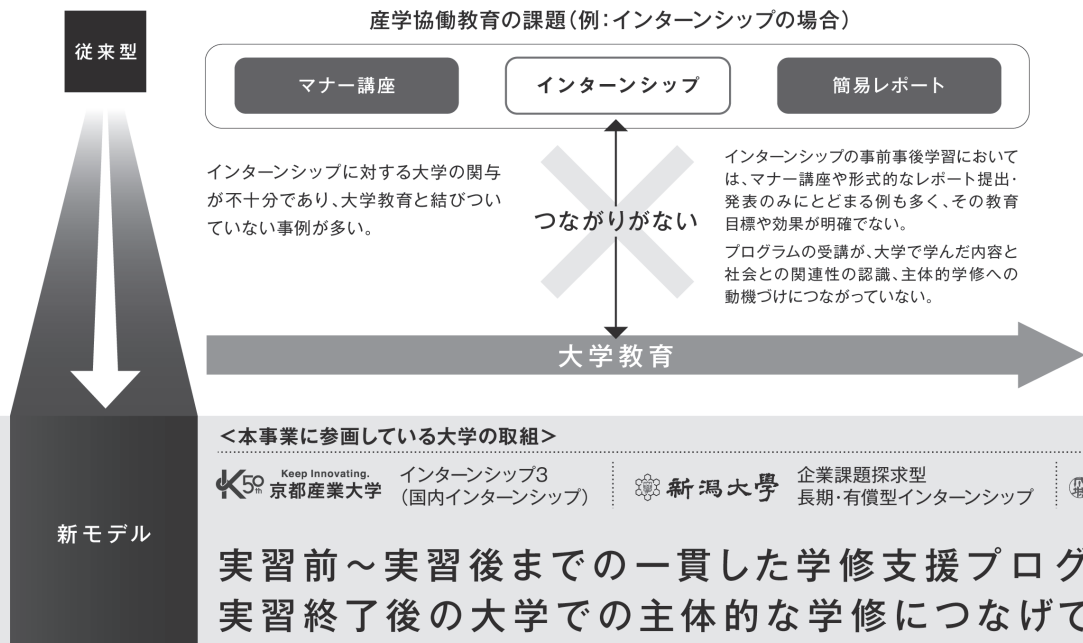 産学協働教育の課題(例:インターンシップの場合)
従来型
マナー講座
インターンシップ
簡易レポート
インターンシップに対する大学の関与
が不十分であり、大学教育と結びつい
ていない事例が多い。
つながりがない
インターンシップの事前事後学習において
は、マナー講座や形式的なレポート提出・
発表のみにとどまる例も多く、その教育
目標や効果が明確でない。
プログラムの受講が、大学で学んだ内容と
社会との関連性の認識、主体的学修への
動機づけにつながっていない。
大学教育
新モデル
＜本事業に参画している大学の取組＞
K50th
Keep Innovating.
京都産業大学
インターンシップ3
(国内インターンシップ)
新潟大學
企業課題探求型
長期・有償型インターンシップ
実習前～実習後までの一貫した学修支援プログ
実習終了後の大学での主体的な学修につなげて